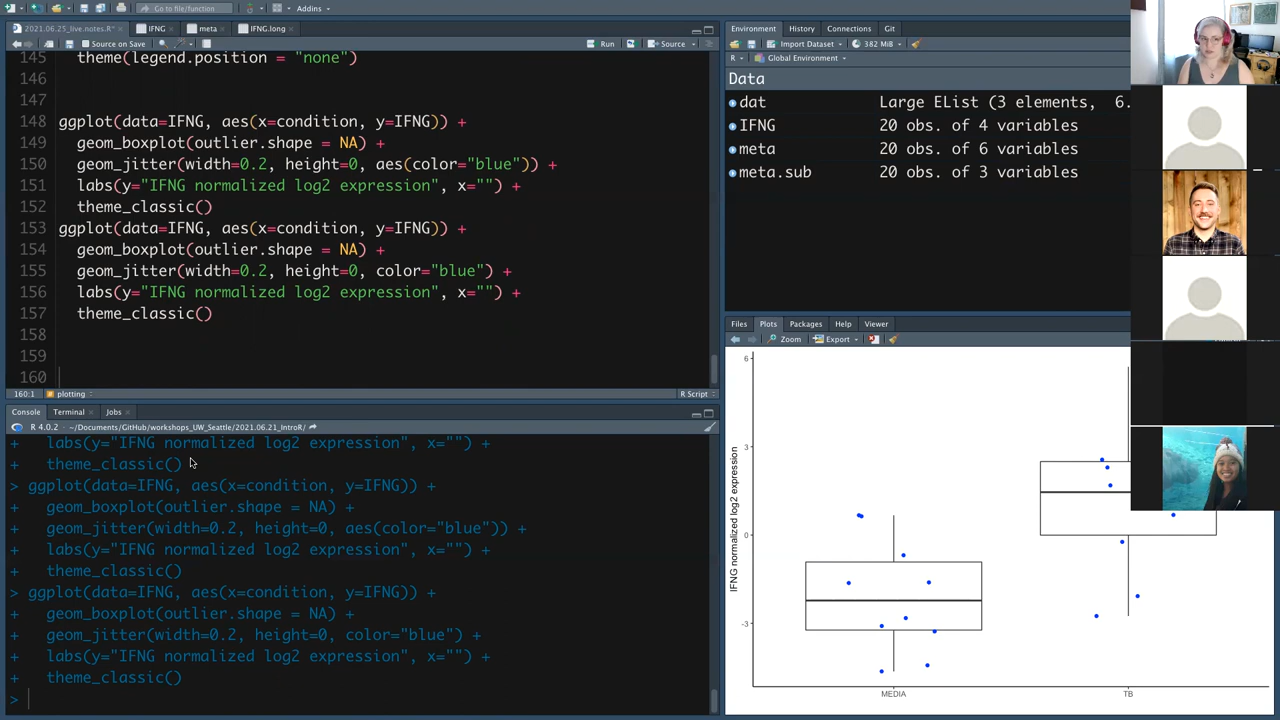 Go to file/function
Addins
2021.06.25_live.notes.R*
IFNG
meta
IFNG.long
Source on Save
Run
Source
145 theme(legend.position = "none")
146
147
148 ggplot(data=IFNG, aes(x=condition, y=IFNG)) +
149 geom_boxplot(outlier.shape = NA) +
150 geom_jitter(width=0.2, height=0, aes(color="blue")) +
151 labs(y="IFNG normalized log2 expression", x="") +
152 theme_classic()
153 ggplot(data=IFNG, aes(x=condition, y=IFNG)) +
154 geom_boxplot(outlier.shape = NA) +
155 geom_jitter(width=0.2, height=0, color="blue") +
156 labs(y="IFNG normalized log2 expression", x="") +
157 theme_classic()
158
159
160
160:1 plotting R Script
Console Terminal Jobs
R 4.0.2 · ~/Documents/GitHub/workshops_UW_Seattle/2021.06.21_IntroR/
+ labs(y="IFNG normalized log2 expression", x="") +
+ theme_classic()
> ggplot(data=IFNG, aes(x=condition, y=IFNG)) +
+ geom_boxplot(outlier.shape = NA) +
+ geom_jitter(width=0.2, height=0, aes(color="blue")) +
+ labs(y="IFNG normalized log2 expression", x="") +
+ theme_classic()
> ggplot(data=IFNG, aes(x=condition, y=IFNG)) +
+ geom_boxplot(outlier.shape = NA) +
+ geom_jitter(width=0.2, height=0, color="blue") +
+ labs(y="IFNG normalized log2 expression", x="") +
+ theme_classic()
>
Environment History Connections Git
Import Dataset 382 MiB
R Global Environment
Data
dat Large EList (3 elements, 6.
IFNG 20 obs. of 4 variables
meta 20 obs. of 6 variables
meta.sub 20 obs. of 3 variables
Files Plots Packages Help Viewer
Zoom Export
6
3
0
-3
IFNG normalized log2 expression
MEDIA
TB